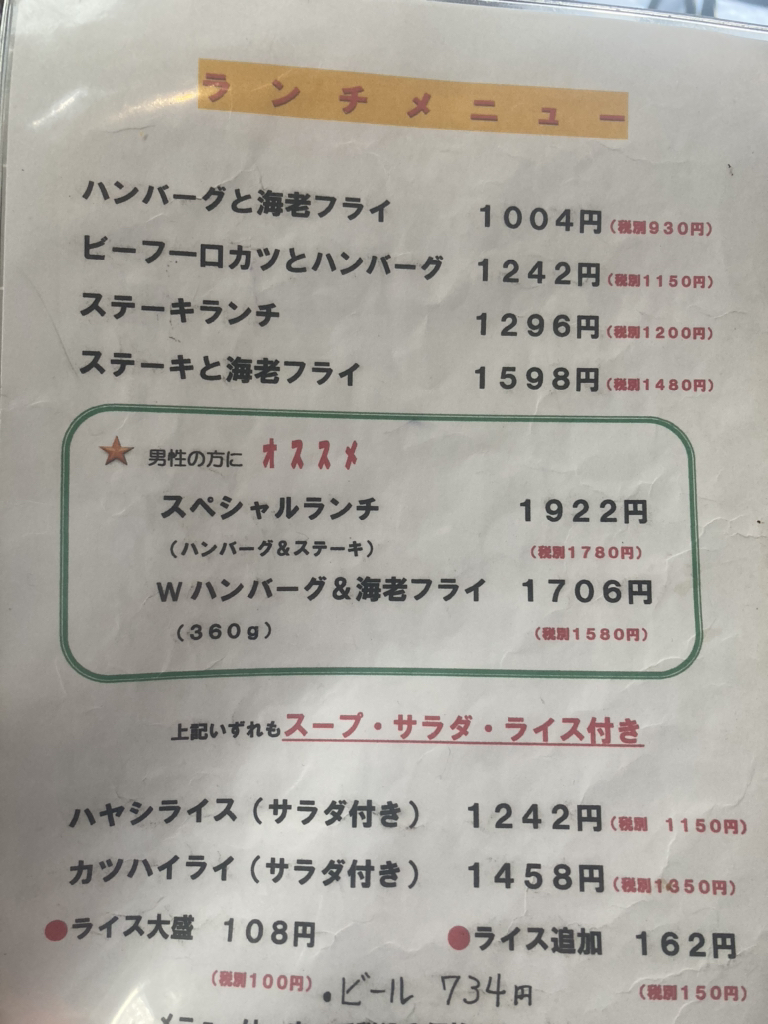 ランチメニュー
ハンバーグと海老フライ 1004円(税別930円)
ビーフ一口カツとハンバーグ 1242円(税別1150円)
ステーキランチ 1296円(税別1200円)
ステーキと海老フライ 1598円(税別1480円)
男性の方に オススメ
スペシャルランチ 1922円
(ハンバーグ&ステーキ) (税別1780円)
Wハンバーグ&海老フライ 1706円
(360g) (税別1580円)
上記いずれもスープ・サラダ・ライス付き
ハヤシライス(サラダ付き) 1242円(税別 1150円)
カツハイライ(サラダ付き) 1458円(税別1350円)
●ライス大盛 108円 ●ライス追加 162円
(税別100円) ・ビール 734円 (税別150円)